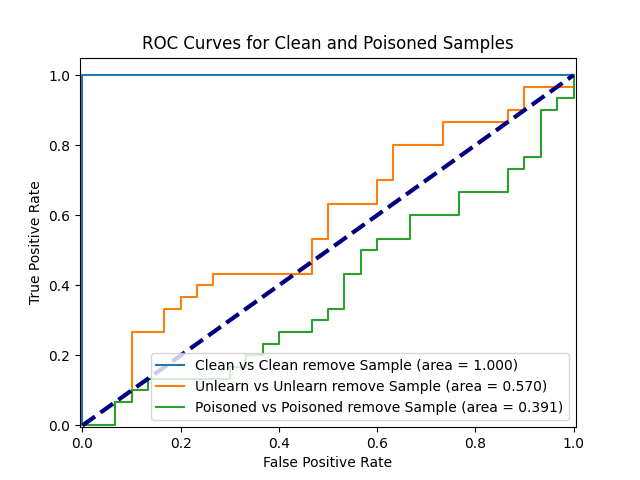 ROC Curves for Clean and Poisoned Samples
True Positive Rate
1.0
0.8
0.6
0.4
0.2
0.0
Clean vs Clean remove Sample (area = 1.000)
Unlearn vs Unlearn remove Sample (area = 0.570)
Poisoned vs Poisoned remove Sample (area = 0.391)
0.0 0.2 0.4 0.6 0.8 1.0
False Positive Rate